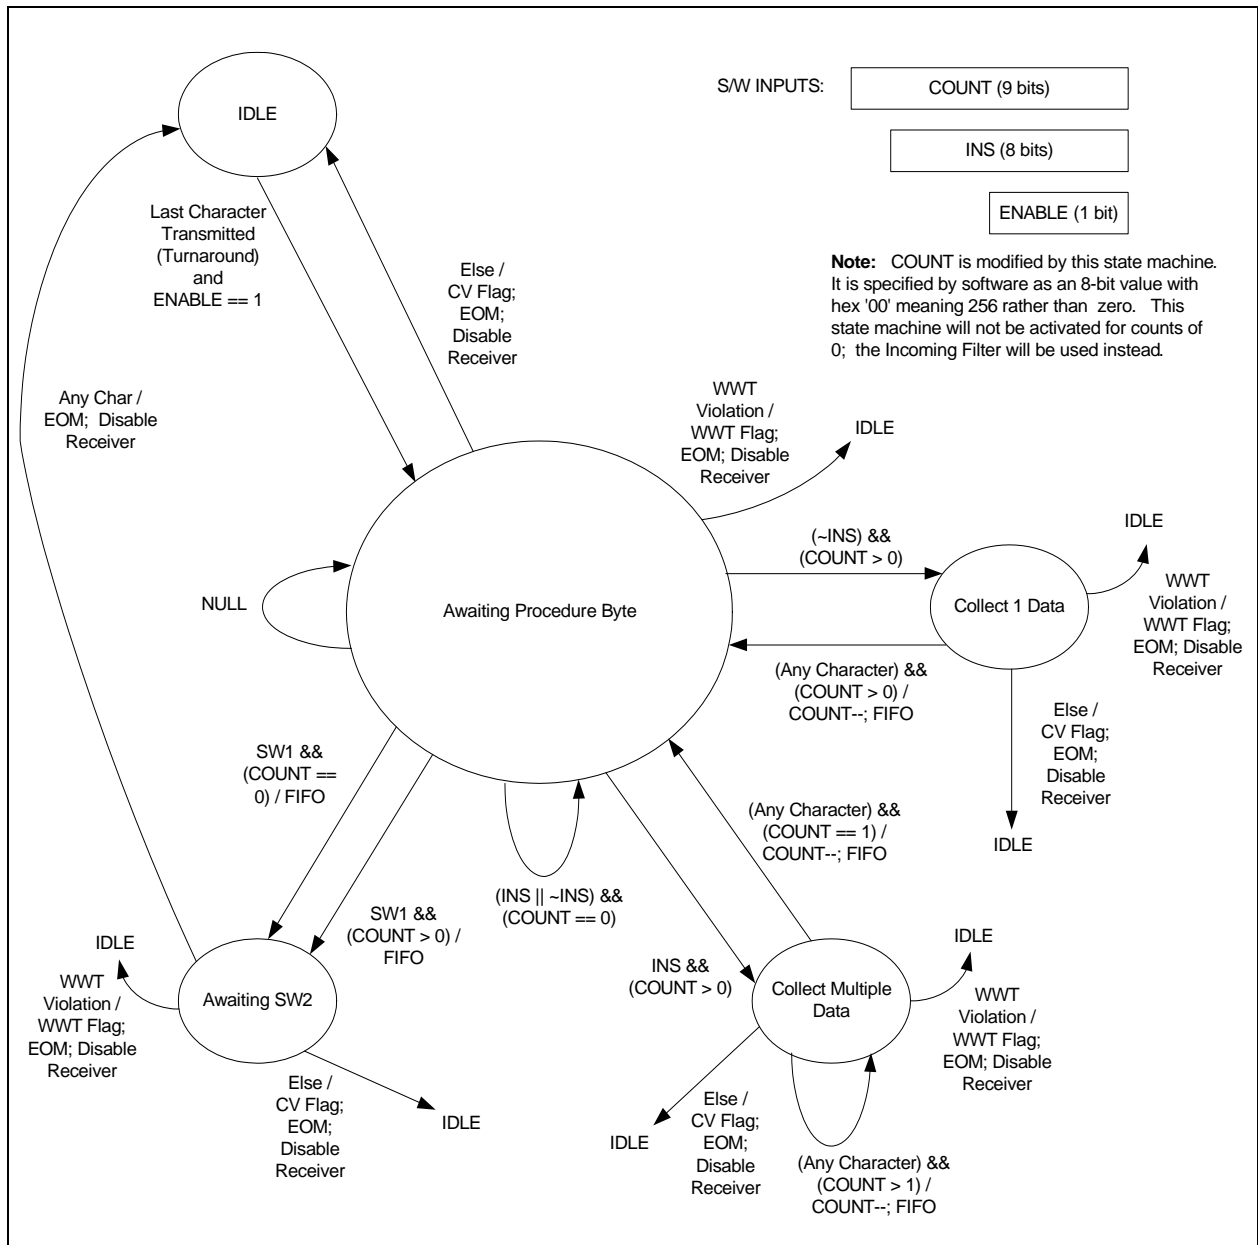 IDLE
S/W INPUTS:
COUNT (9 bits)
INS (8 bits)
ENABLE (1 bit)
Note: COUNT is modified by this state machine.
It is specified by software as an 8-bit value with
hex '00' meaning 256 rather than zero. This
state machine will not be activated for counts of
0; the Incoming Filter will be used instead.
Last Character
Transmitted
(Turnaround)
and
ENABLE == 1
Else /
CV Flag;
EOM;
Disable
Receiver
Any Char /
EOM; Disable
Receiver
WWT
Violation /
WWT Flag;
EOM; Disable
Receiver
IDLE
(~INS) &&
(COUNT > 0)
IDLE
WWT
Violation /
WWT Flag;
EOM; Disable
Receiver
NULL
Awaiting Procedure Byte
Collect 1 Data
(Any Character) &&
(COUNT > 0) /
COUNT--; FIFO
Else /
CV Flag;
EOM;
Disable
Receiver
IDLE
SW1 &&
(COUNT ==
0) / FIFO
SW1 &&
(COUNT > 0) /
FIFO
(INS || ~INS) &&
(COUNT == 0)
(Any Character) &&
(COUNT == 1) /
COUNT--; FIFO
INS &&
(COUNT > 0)
IDLE
WWT
Violation /
WWT Flag;
EOM; Disable
Receiver
Awaiting SW2
Else /
CV Flag;
EOM;
Disable
Receiver
IDLE
Collect Multiple
Data
IDLE
WWT
Violation /
WWT Flag;
EOM; Disable
Receiver
IDLE
Else /
CV Flag;
EOM;
Disable
Receiver
(Any Character) &&
(COUNT > 1) /
COUNT--; FIFO